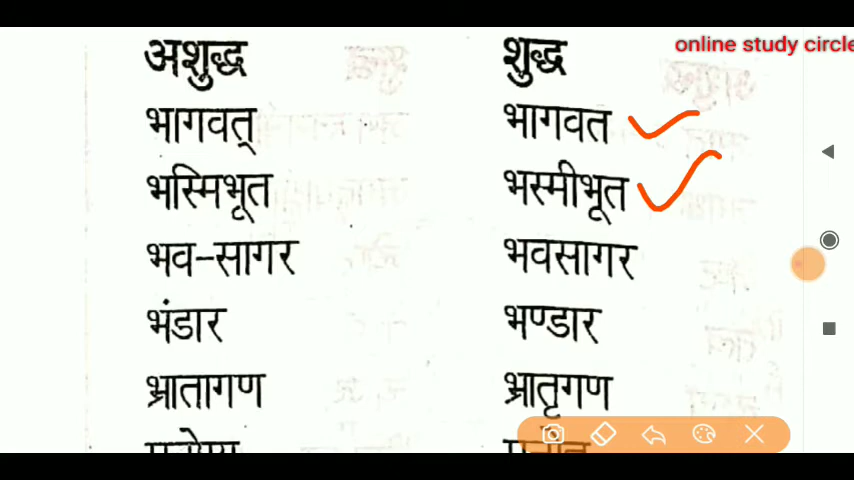 online study circle
अशुद्ध शुद्ध
भागवत् भागवत
भस्मिभूत भस्मीभूत
भव-सागर भवसागर
भंडार भण्डार
भ्रातागण भ्रातृगण